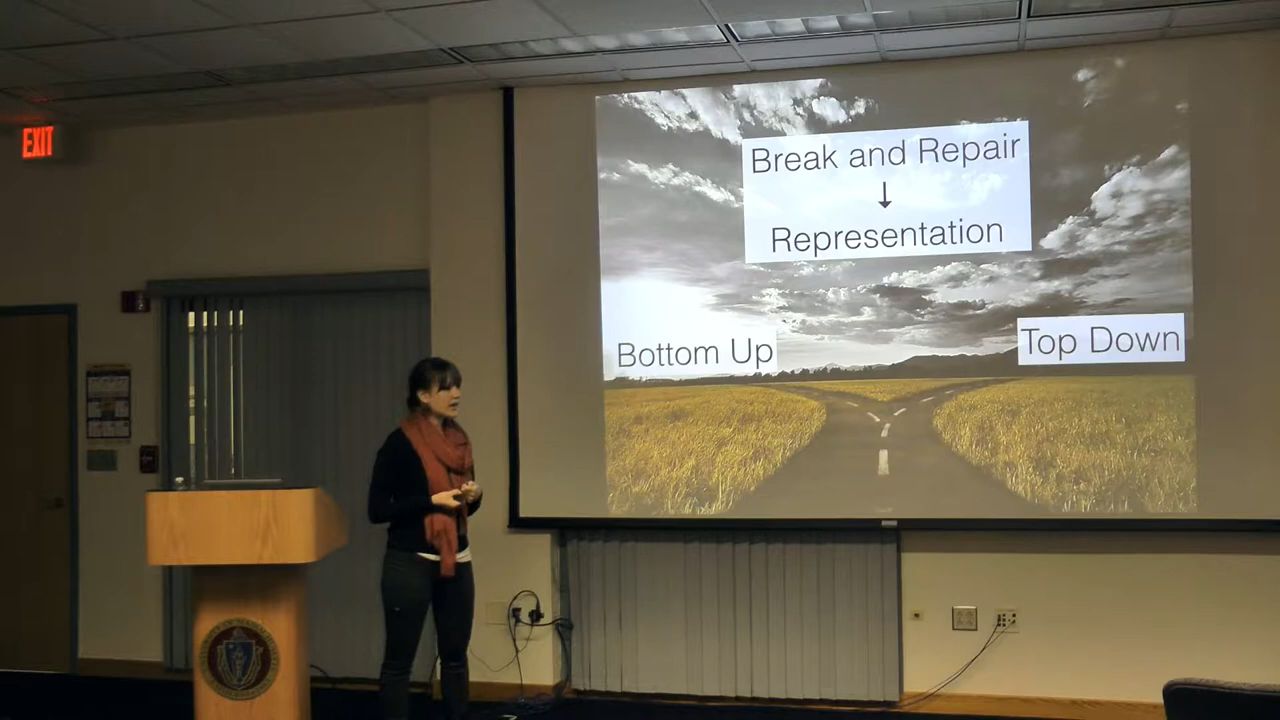 EXIT
Break and Repair
↓
Representation
Bottom Up
Top Down